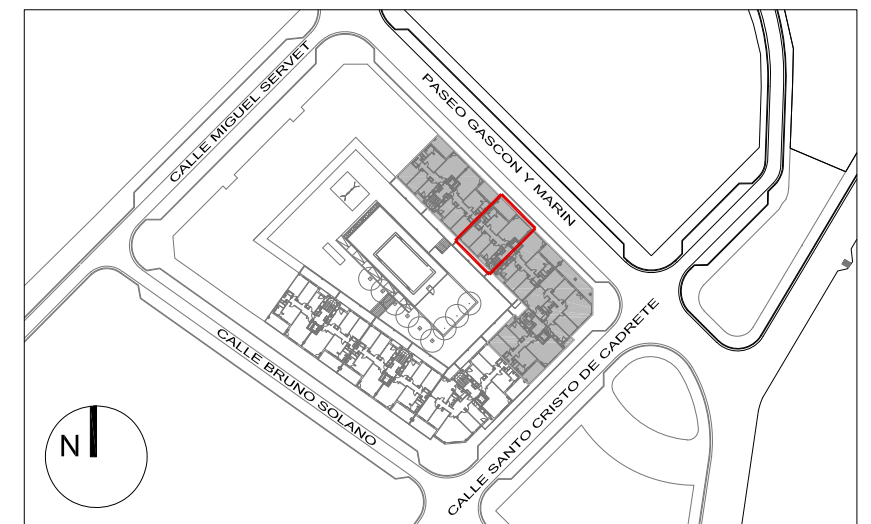 CALLE MIGUEL SERVET
PASEO GASCON Y MARIN
CALLE BRUNO SOLANO
CALLE SANTO CRISTO DE CADRETE
N